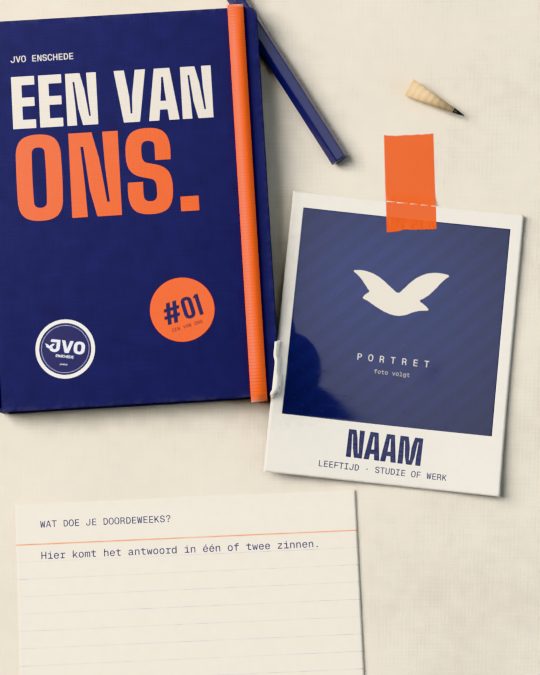 JVO ENSCHEDE
EEN VAN
ONS.
#01
EEN VAN ONS
JVO
ENSCHEDE
PORTRET
foto volgt
NAAM
LEEFTIJD · STUDIE OF WERK
WAT DOE JE DOORDEWEEKS?
Hier komt het antwoord in één of twee zinnen.